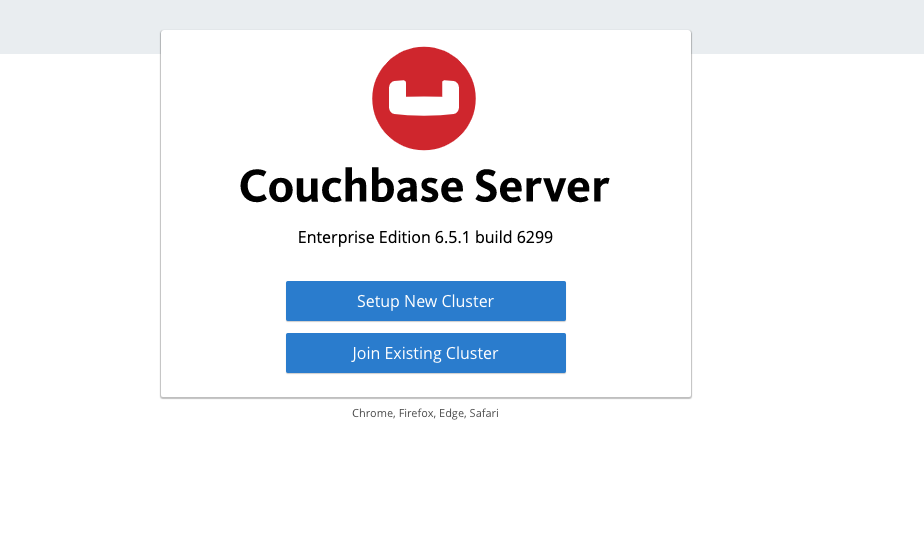 Couchbase Server
Enterprise Edition 6.5.1 build 6299
Setup New Cluster
Join Existing Cluster
Chrome, Firefox, Edge, Safari